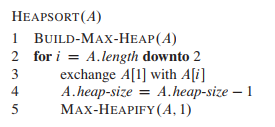 HEAPSORT(A)
1 BUILD-MAX-HEAP(A)
2 for i = A.length downto 2
3 exchange A[1] with A[i]
4 A.heap-size = A.heap-size − 1
5 MAX-HEAPIFY(A, 1)